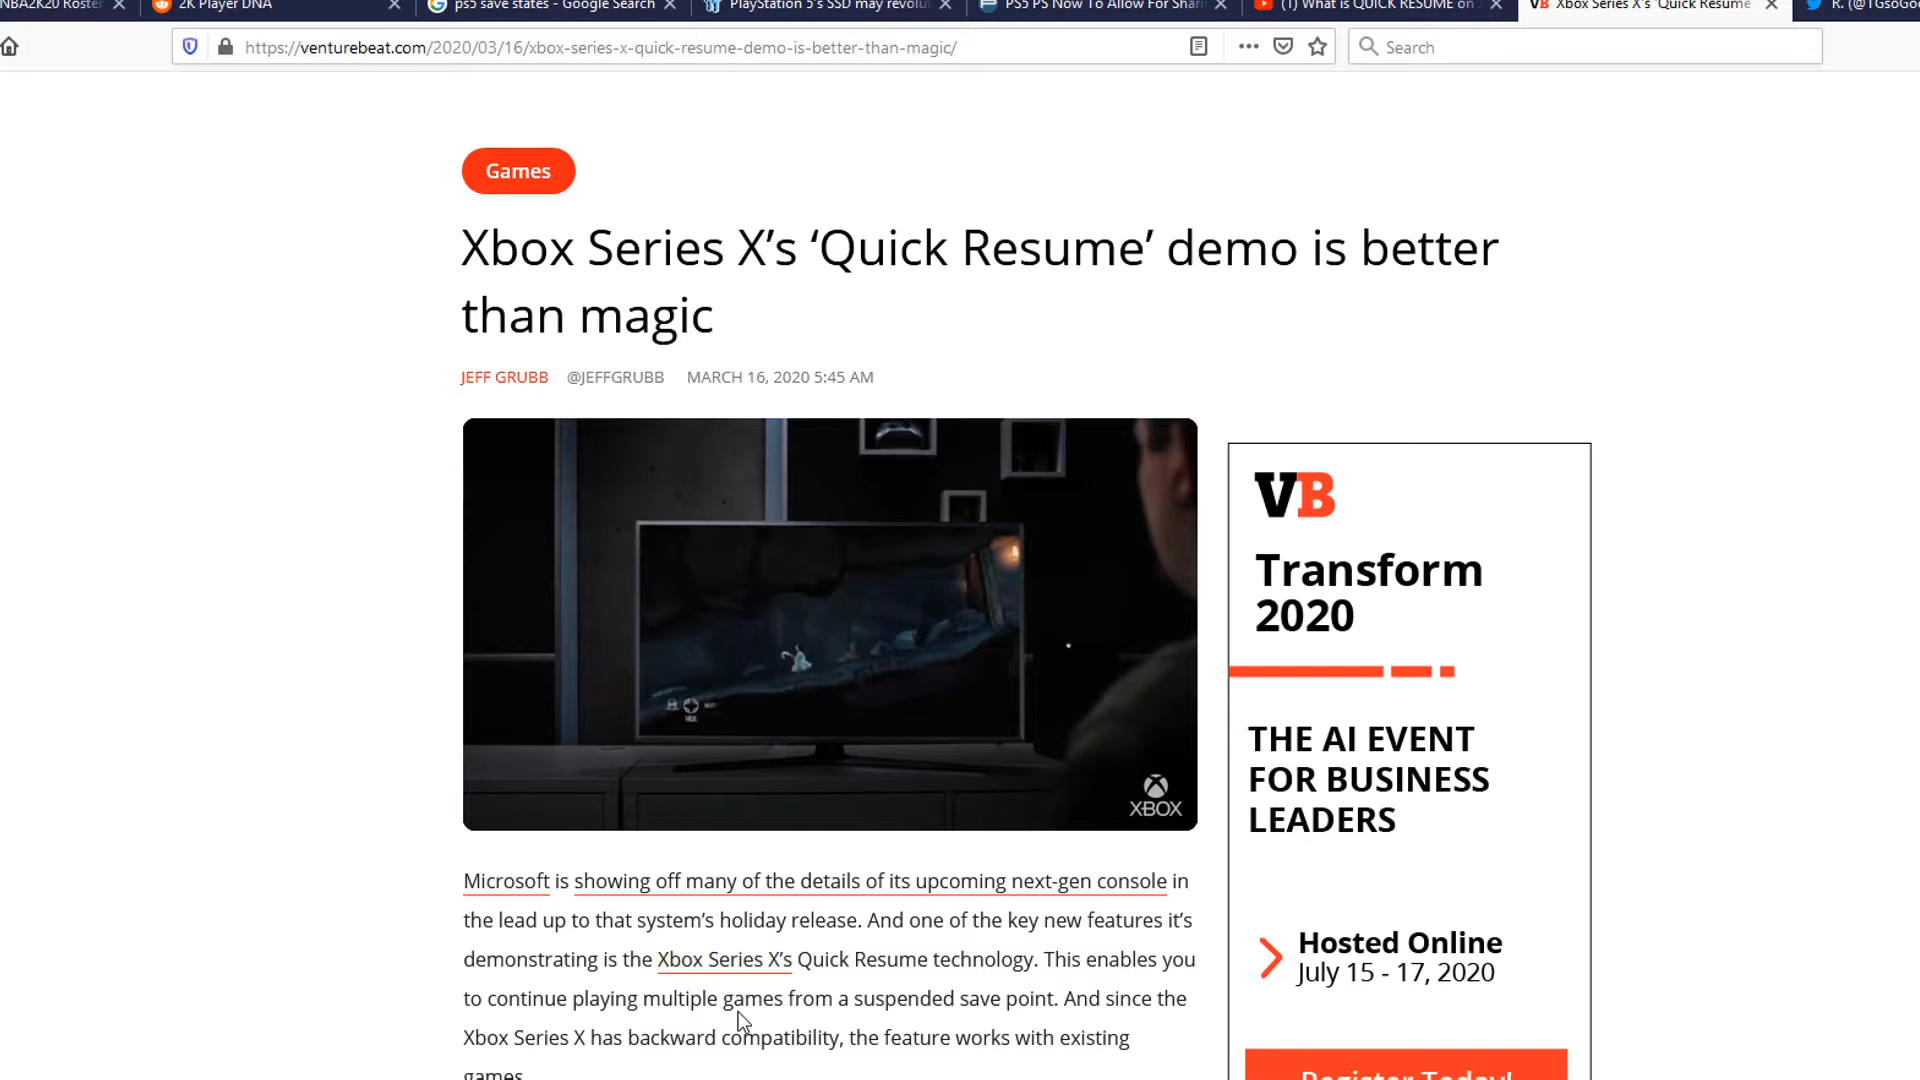 NBA2K20 Roster
2K Player DNA
ps5 save states - Google Search
PlayStation 5's SSD may revolut
PS5 PS Now To Allow For Shari
(1) What is QUICK RESUME on
Xbox Series X's 'Quick Resume'
R. (@TGsoGo
https://venturebeat.com/2020/03/16/xbox-series-x-quick-resume-demo-is-better-than-magic/
Search
Games
Xbox Series X’s ‘Quick Resume’ demo is better
than magic
JEFF GRUBB @JEFFGRUBB MARCH 16, 2020 5:45 AM
XBOX
VB
Transform
2020
THE AI EVENT
FOR BUSINESS
LEADERS
Hosted Online
July 15 - 17, 2020
Register Today!
Microsoft is showing off many of the details of its upcoming next-gen console in
the lead up to that system’s holiday release. And one of the key new features it’s
demonstrating is the Xbox Series X’s Quick Resume technology. This enables you
to continue playing multiple games from a suspended save point. And since the
Xbox Series X has backward compatibility, the feature works with existing
games.